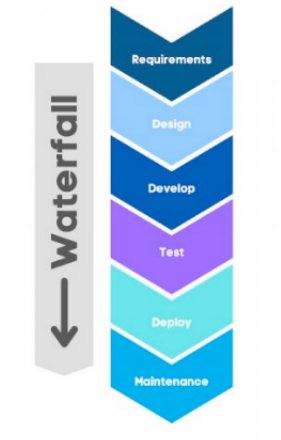 Waterfall
Requirements
Design
Develop
Test
Deploy
Maintenance